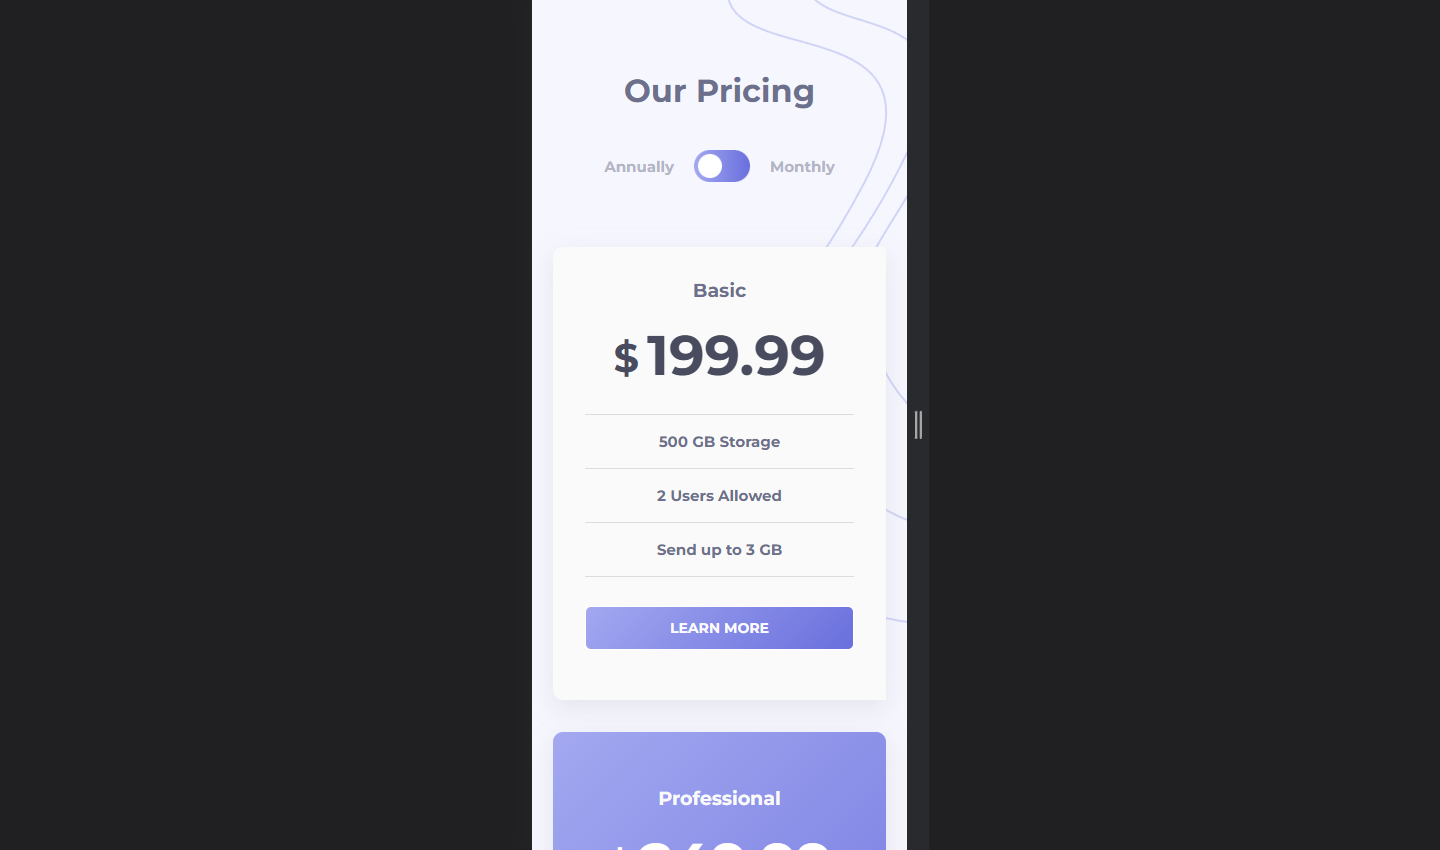 Our Pricing
Annually Monthly
Basic
$ 199.99
500 GB Storage
2 Users Allowed
Send up to 3 GB
LEARN MORE
Professional